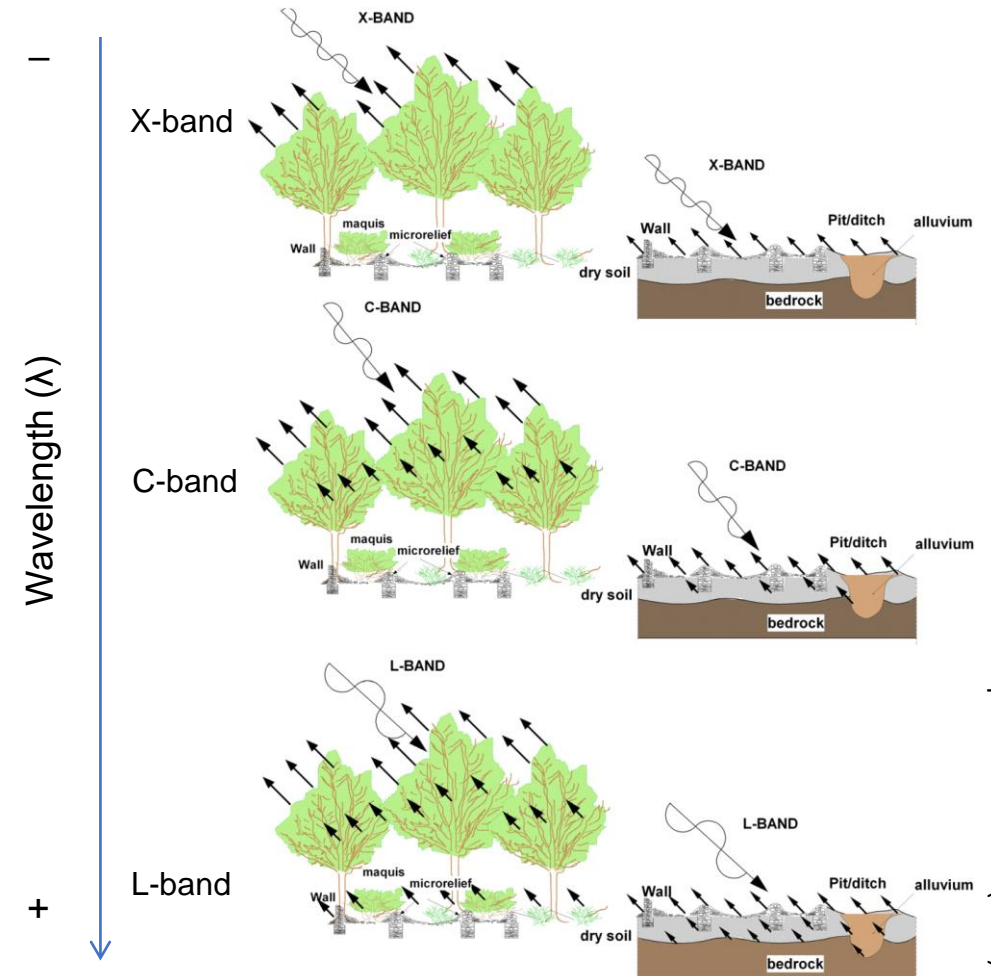 –
Wavelength (λ)
+
X-band
X-BAND
maquis
microrelief
Wall
X-BAND
Wall
Pit/ditch
alluvium
dry soil
bedrock
C-band
C-BAND
maquis
microrelief
Wall
C-BAND
Wall
Pit/ditch
alluvium
dry soil
bedrock
L-band
L-BAND
maquis
microrelief
Wall
L-BAND
Wall
Pit/ditch
alluvium
dry soil
bedrock